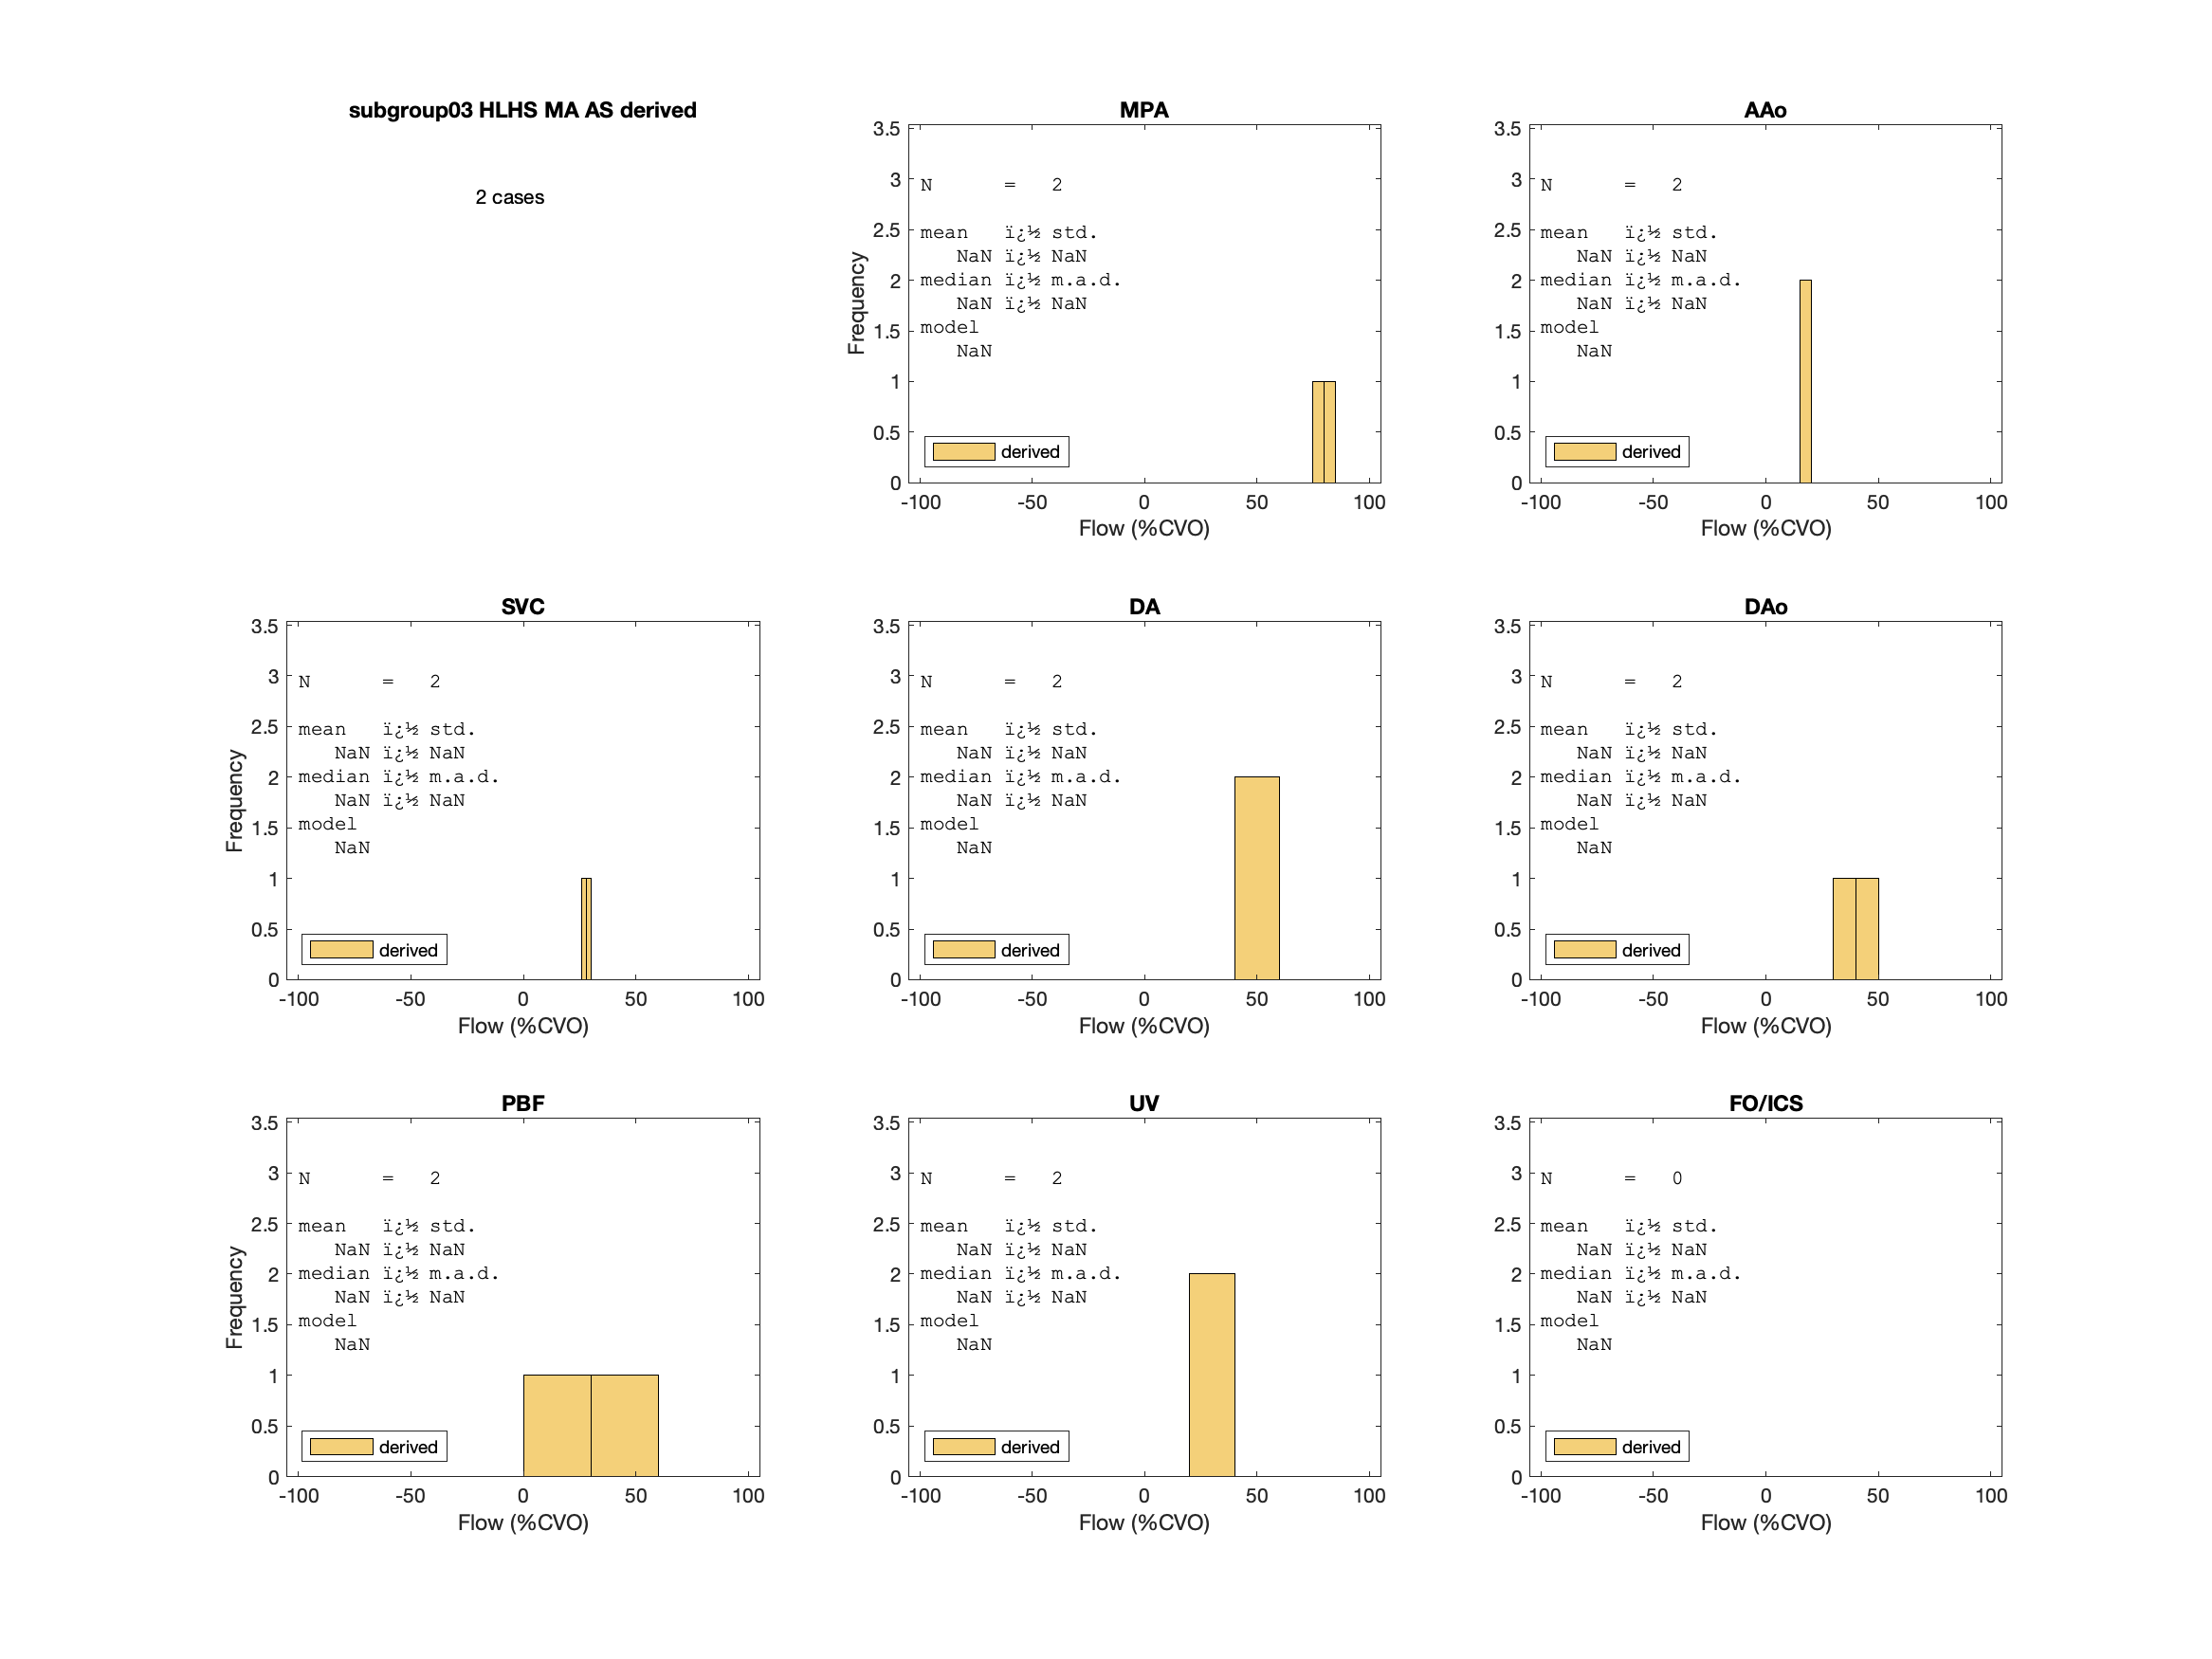 subgroup03 HLHS MA AS derived
2 cases
MPA
3.5
3
2.5
2
1.5
1
0.5
0
Frequency
N = 2
mean ï¿½ std.
NaN ï¿½ NaN
median ï¿½ m.a.d.
NaN ï¿½ NaN
model
NaN
derived
-100 -50 0 50 100
Flow (%CVO)
AAo
3.5
3
2.5
2
1.5
1
0.5
0
N = 2
mean ï¿½ std.
NaN ï¿½ NaN
median ï¿½ m.a.d.
NaN ï¿½ NaN
model
NaN
derived
-100 -50 0 50 100
Flow (%CVO)
SVC
3.5
3
2.5
2
1.5
1
0.5
0
Frequency
N = 2
mean ï¿½ std.
NaN ï¿½ NaN
median ï¿½ m.a.d.
NaN ï¿½ NaN
model
NaN
derived
-100 -50 0 50 100
Flow (%CVO)
DA
3.5
3
2.5
2
1.5
1
0.5
0
N = 2
mean ï¿½ std.
NaN ï¿½ NaN
median ï¿½ m.a.d.
NaN ï¿½ NaN
model
NaN
derived
-100 -50 0 50 100
Flow (%CVO)
DAo
3.5
3
2.5
2
1.5
1
0.5
0
N = 2
mean ï¿½ std.
NaN ï¿½ NaN
median ï¿½ m.a.d.
NaN ï¿½ NaN
model
NaN
derived
-100 -50 0 50 100
Flow (%CVO)
PBF
3.5
3
2.5
2
1.5
1
0.5
0
Frequency
N = 2
mean ï¿½ std.
NaN ï¿½ NaN
median ï¿½ m.a.d.
NaN ï¿½ NaN
model
NaN
derived
-100 -50 0 50 100
Flow (%CVO)
UV
3.5
3
2.5
2
1.5
1
0.5
0
N = 2
mean ï¿½ std.
NaN ï¿½ NaN
median ï¿½ m.a.d.
NaN ï¿½ NaN
model
NaN
derived
-100 -50 0 50 100
Flow (%CVO)
FO/ICS
3.5
3
2.5
2
1.5
1
0.5
0
N = 0
mean ï¿½ std.
NaN ï¿½ NaN
median ï¿½ m.a.d.
NaN ï¿½ NaN
model
NaN
derived
-100 -50 0 50 100
Flow (%CVO)